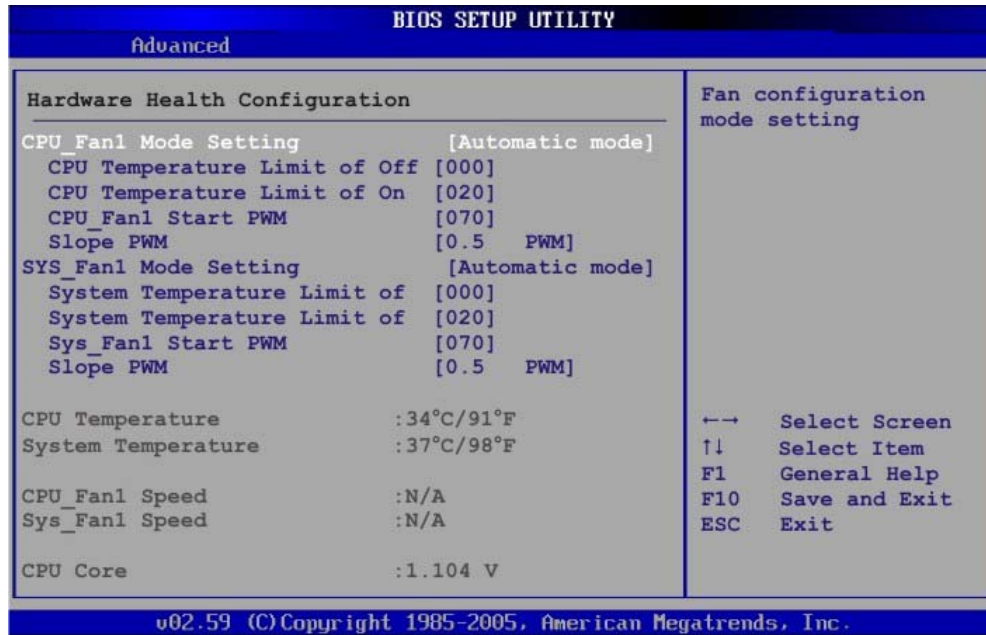 BIOS SETUP UTILITY
Advanced
Hardware Health Configuration
CPU_Fan1 Mode Setting [Automatic mode]
CPU Temperature Limit of Off [000]
CPU Temperature Limit of On [020]
CPU_Fan1 Start PWM [070]
Slope PWM [0.5 PWM]
SYS_Fan1 Mode Setting [Automatic mode]
System Temperature Limit of [000]
System Temperature Limit of [020]
Sys_Fan1 Start PWM [070]
Slope PWM [0.5 PWM]
CPU Temperature :34°C/91°F
System Temperature :37°C/98°F
CPU_Fan1 Speed :N/A
Sys_Fan1 Speed :N/A
CPU Core :1.104 V
Fan configuration
mode setting
←→ Select Screen
↑↓ Select Item
F1 General Help
F10 Save and Exit
ESC Exit
v02.59 (C)Copyright 1985-2005, American Megatrends, Inc.